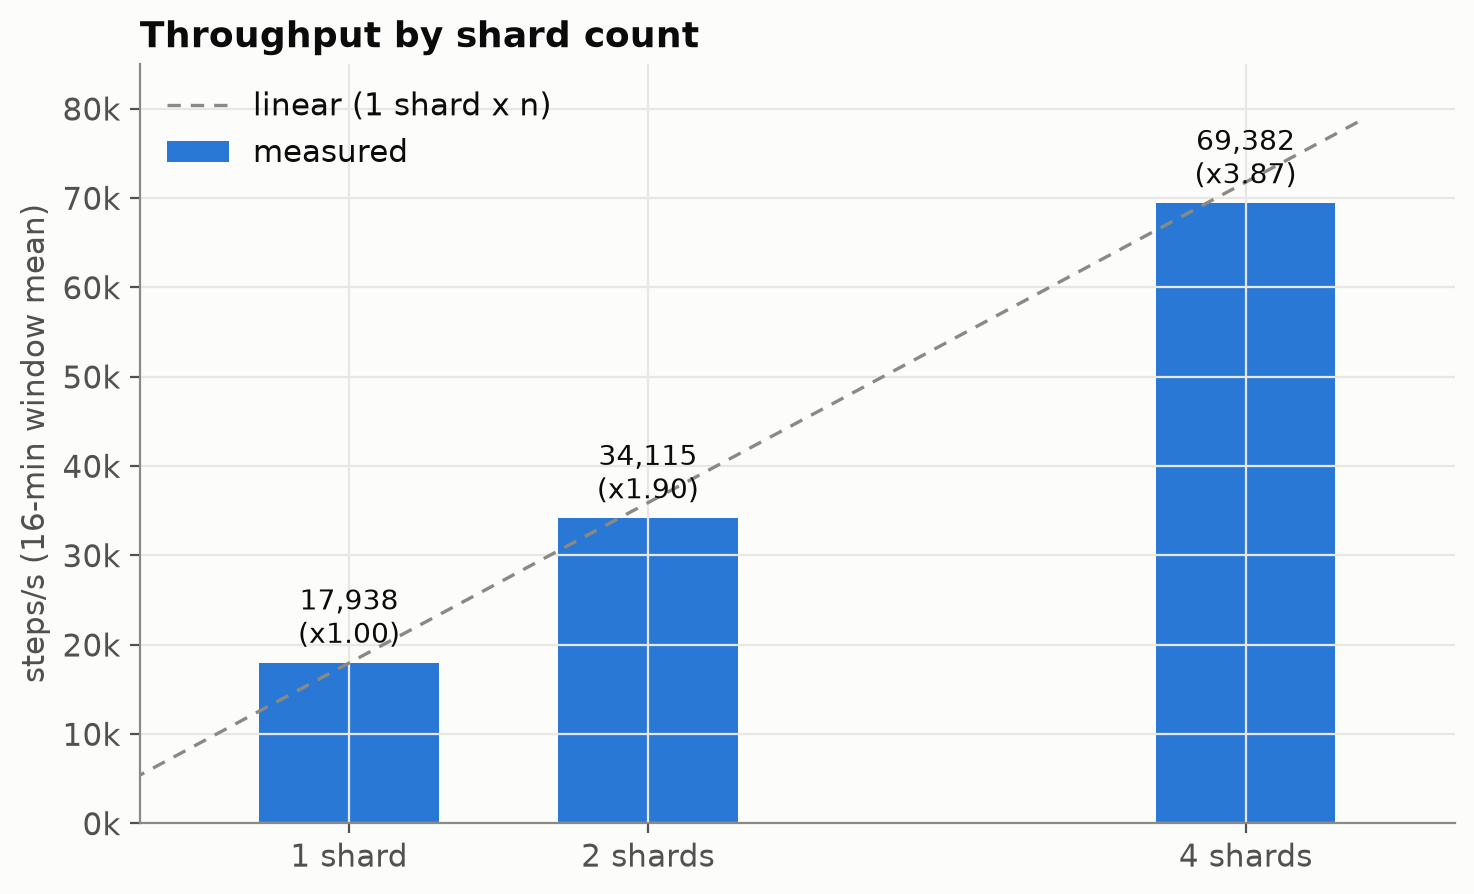 Throughput by shard count
linear (1 shard x n)
measured
steps/s (16-min window mean)
80k
70k
60k
50k
40k
30k
20k
10k
0k
17,938
(x1.00)
34,115
(x1.90)
69,382
(x3.87)
1 shard
2 shards
4 shards